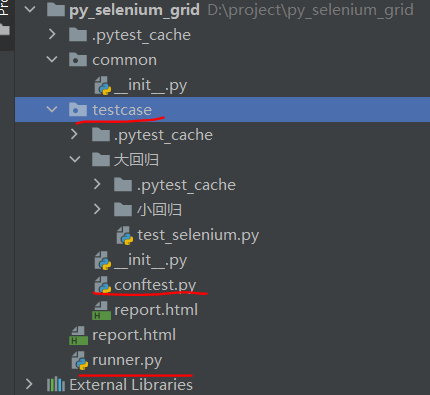 py_selenium_grid D:\project\py_selenium_grid
.pytest_cache
common
__init__.py
testcase
.pytest_cache
大回归
.pytest_cache
小回归
test_selenium.py
__init__.py
conftest.py
report.html
report.html
runner.py
External Libraries